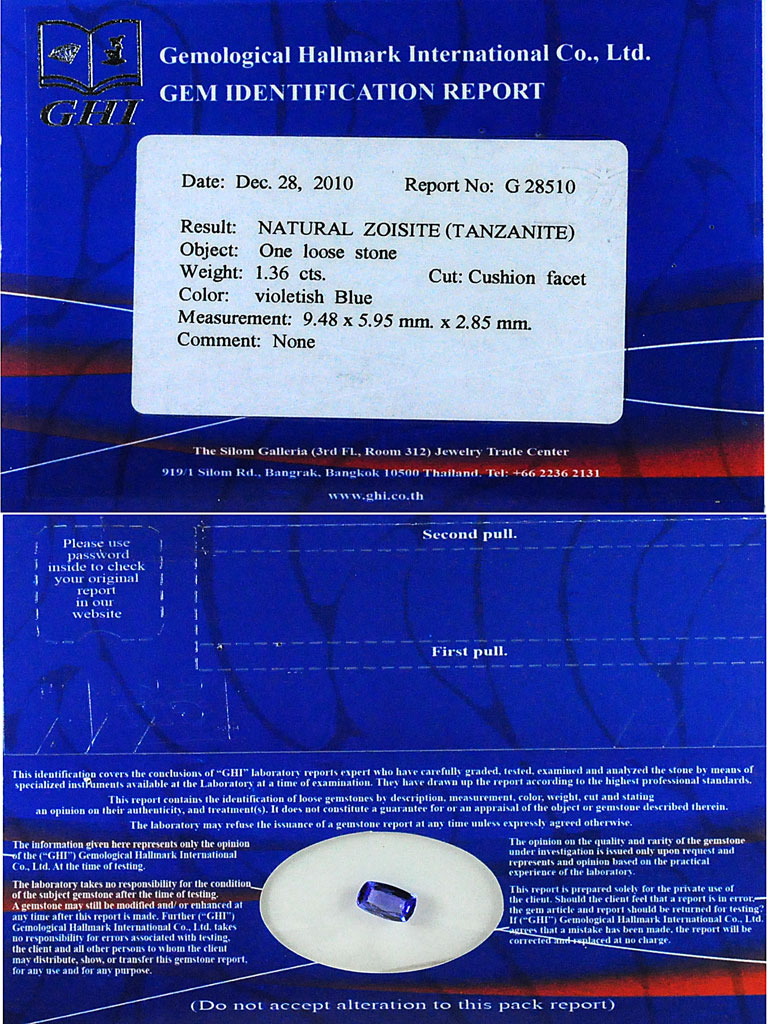 Gemological Hallmark International Co., Ltd.
GEM IDENTIFICATION REPORT
GHI
Date: Dec. 28, 2010 Report No: G 28510
Result: NATURAL ZOISITE (TANZANITE)
Object: One loose stone
Weight: 1.36 cts. Cut: Cushion facet
Color: violetish Blue
Measurement: 9.48 x 5.95 mm. x 2.85 mm.
Comment: None
The Silom Galleria (3rd Fl., Room 312) Jewelry Trade Center
919/1 Silom Rd., Bangrak, Bangkok 10500 Thailand. Tel: +66 2236 2131
www.ghi.co.th
Please use
password
inside to check
your original
report
in our
website
Second pull.
First pull.
This identification covers the conclusions of “GHI” laboratory reports expert who have carefully graded, tested, examined and analyzed the stone by means of
specialized instruments available at the Laboratory at a time of examination. They have drawn up the report according to the highest professional standards.
This report contains the identification of loose gemstones by description, measurement, color, weight, cut and stating
an opinion on their authenticity, and treatment(s). It does not constitute a guarantee for or an appraisal of the object or gemstone described therein.
The laboratory may refuse the issuance of a gemstone report at any time unless expressly agreed otherwise.
The information given here represents only the opinion
of the (“GHI”) Gemological Hallmark International
Co., Ltd. At the time of testing.
The laboratory takes no responsibility for the condition
of the subject gemstone after the time of testing.
A gemstone may still be modified and/ or enhanced at
any time after this report is made. Further (“GHI”)
Gemological Hallmark International Co., Ltd. takes
no responsibility for errors associated with testing,
the client and all other persons to whom the client
may distribute, show, or transfer this gemstone report,
for any use and for any purpose.
The opinion on the quality and rarity of the gemstone
under investigation is issued only upon request and
represents and opinion based on the practical
experience of the laboratory.
This report is prepared solely for the private use of
the client. Should the client feel that a report is in error,
the gem article and report should be returned for testing?
If (“GHI”) Gemological Hallmark International Co., Ltd.
agrees that a mistake has been made, the report will be
corrected and replaced at no charge.
(Do not accept alteration to this pack report)